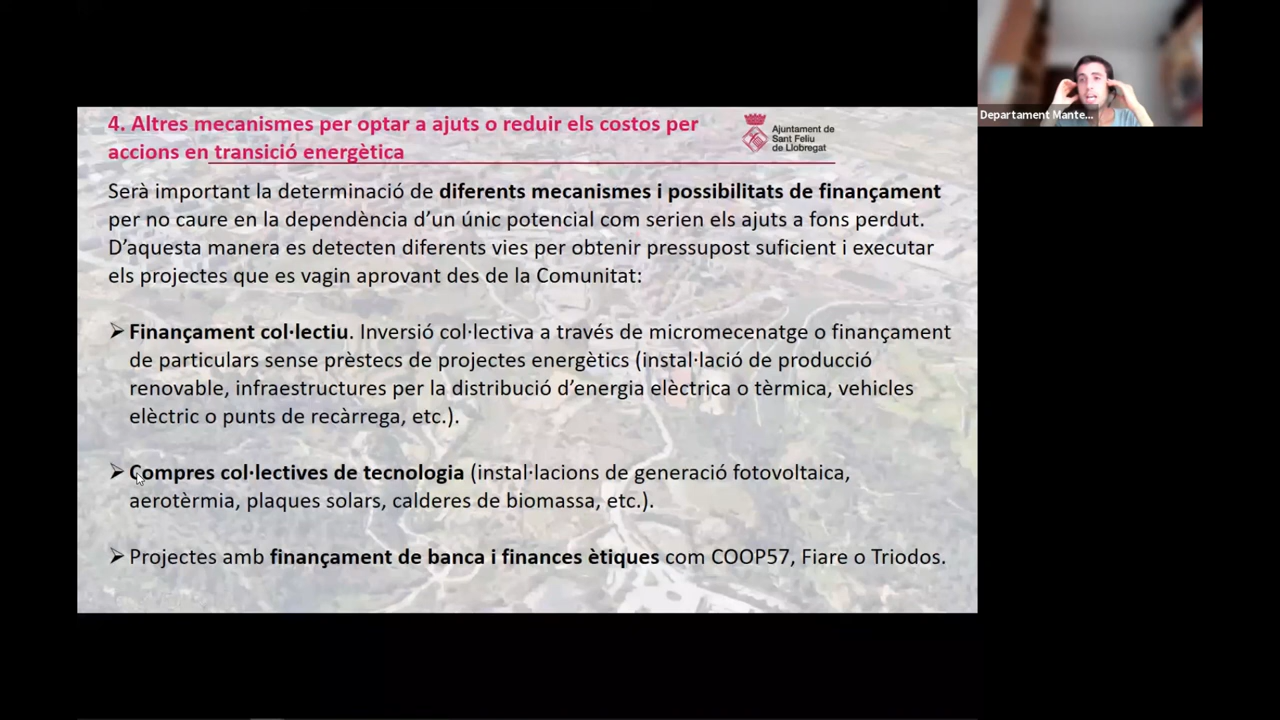 4. Altres mecanismes per optar a ajuts o reduir els costos per
accions en transició energètica
Ajuntament de
Sant Feliu
de Llobregat
Departament Mante...
Serà important la determinació de diferents mecanismes i possibilitats de finançament
per no caure en la dependència d'un únic potencial com serien els ajuts a fons perdut.
D'aquesta manera es detecten diferents vies per obtenir pressupost suficient i executar
els projectes que es vagin aprovant des de la Comunitat:
➢ Finançament col·lectiu. Inversió col·lectiva a través de micromecenatge o finançament
de particulars sense prèstecs de projectes energètics (instal·lació de producció
renovable, infraestructures per la distribució d'energia elèctrica o tèrmica, vehicles
elèctric o punts de recàrrega, etc.).
➢ Compres col·lectives de tecnologia (instal·lacions de generació fotovoltaica,
aerotèrmia, plaques solars, calderes de biomassa, etc.).
➢ Projectes amb finançament de banca i finances ètiques com COOP57, Fiare o Triodos.